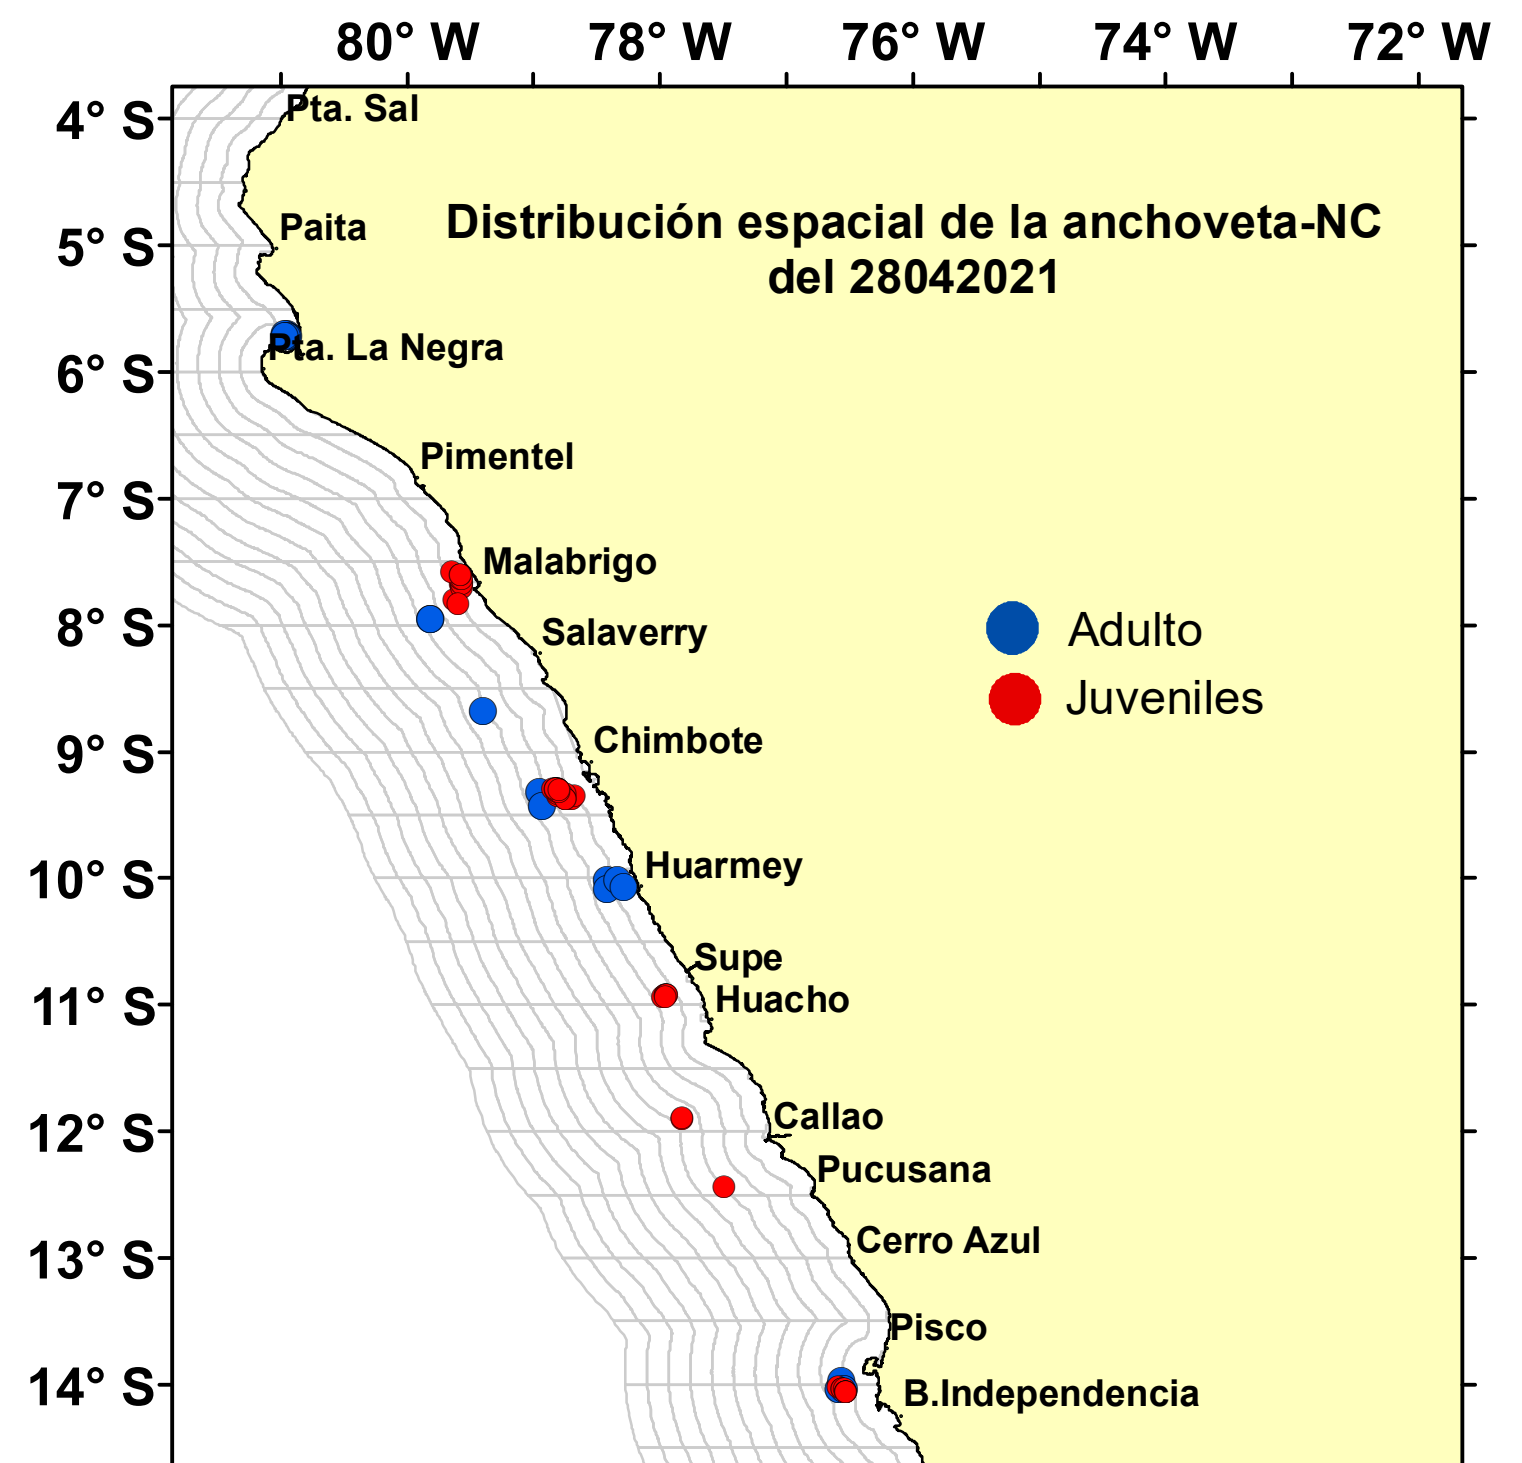 80° W 78° W 76° W 74° W 72° W
4° S
Pta. Sal
Distribución espacial de la anchoveta-NC
del 28042021
Paita
5° S
Pta. La Negra
6° S
Pimentel
7° S
Malabrigo
8° S
Salaverry
Adulto
Juveniles
Chimbote
9° S
Huarmey
10° S
Supe
Huacho
11° S
Callao
12° S
Pucusana
Cerro Azul
13° S
Pisco
14° S
B.Independencia